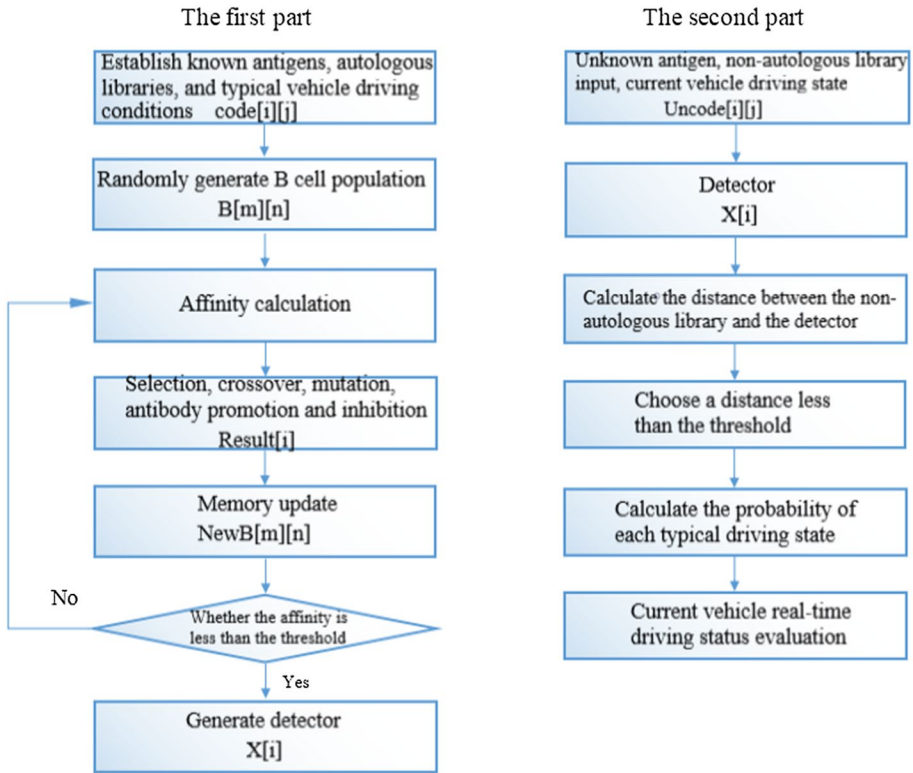 The first part
Establish known antigens, autologous
libraries, and typical vehicle driving
conditions code[i][j]
Randomly generate B cell population
B[m][n]
Affinity calculation
Selection, crossover, mutation,
antibody promotion and inhibition
Result[i]
Memory update
NewB[m][n]
No
Whether the affinity is
less than the threshold
Yes
Generate detector
X[i]
The second part
Unknown antigen, non-autologous library
input, current vehicle driving state
Uncode[i][j]
Detector
X[i]
Calculate the distance between the non-
autologous library and the detector
Choose a distance less
than the threshold
Calculate the probability of
each typical driving state
Current vehicle real-time
driving status evaluation